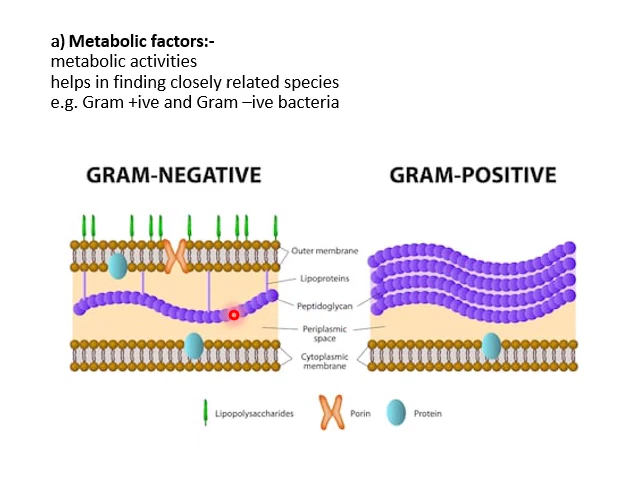 a) Metabolic factors:-
metabolic activities
helps in finding closely related species
e.g. Gram +ive and Gram –ive bacteria
GRAM-NEGATIVE
GRAM-POSITIVE
Outer membrane
Lipoproteins
Peptidoglycan
Periplasmic
space
Cytoplasmic
membrane
Lipopolysaccharides
Porin
Protein